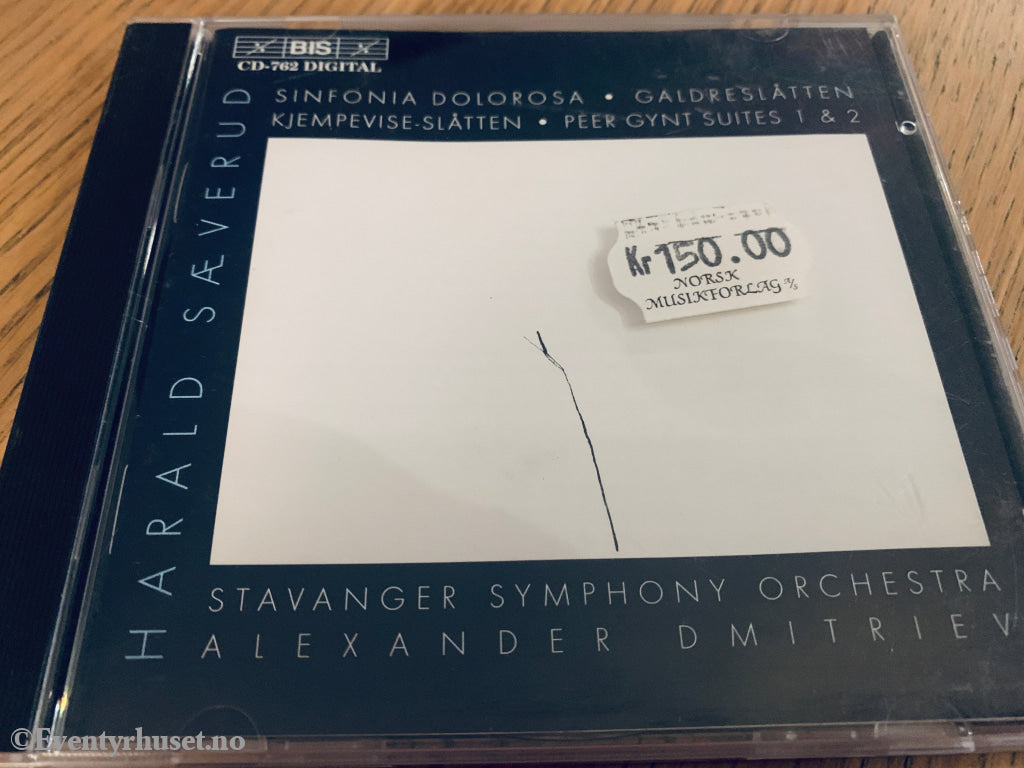 BIS
CD-762 DIGITAL
SINFONIA DOLOROSA • GALDRESLÅTTEN
KJEMPEVISE-SLÅTTEN • PEER GYNT SUITES 1 & 2
HARALD SÆVERUD
Kr 150.00
NORSK
MUSIKFORLAG A/S
STAVANGER SYMPHONY ORCHESTRA
ALEXANDER DMITRIEV
©Eventyrhuset.no